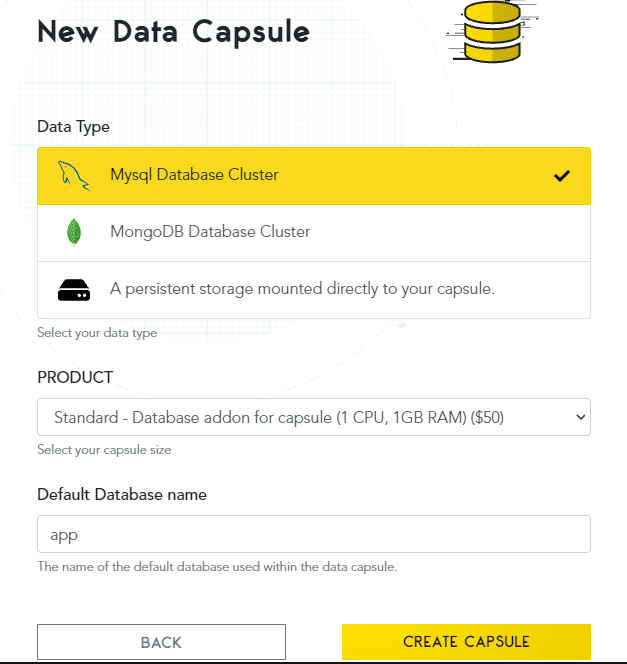 New Data Capsule
Data Type
Mysql Database Cluster
MongoDB Database Cluster
A persistent storage mounted directly to your capsule.
Select your data type
PRODUCT
Standard - Database addon for capsule (1 CPU, 1GB RAM) ($50)
Select your capsule size
Default Database name
app
The name of the default database used within the data capsule.
BACK
CREATE CAPSULE